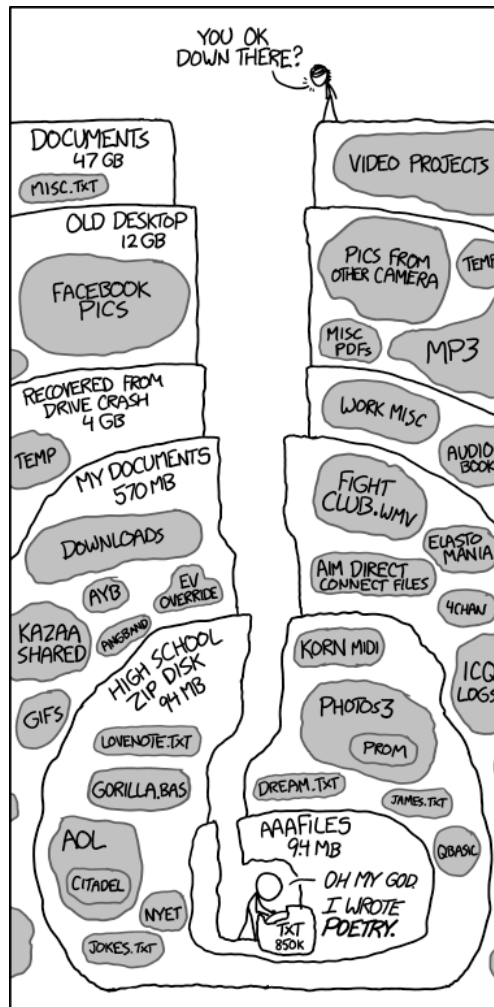 YOU OK
DOWN THERE?
DOCUMENTS
47 GB
MISC.TXT
VIDEO PROJECTS
OLD DESKTOP
12 GB
FACEBOOK
PICS
PICS FROM
OTHER CAMERA
TEMP
MISC
PDFs
MP3
RECOVERED FROM
DRIVE CRASH
4 GB
TEMP
WORK MISC
AUDIO
BOOK
MY DOCUMENTS
570 MB
DOWNLOADS
AYB
EV
OVERRIDE
KAZAA
SHARED
ANGBAND
GIFS
FIGHT
CLUB.WMV
ELASTO
MANIA
AIM DIRECT
CONNECT FILES
4CHAN
ICQ
LOGS
HIGH SCHOOL
ZIP DISK
94 MB
LOVENOTE.TXT
GORILLA.BAS
AOL
CITADEL
NYET
JOKES.TXT
KORN MIDI
PHOTOS3
PROM
DREAM.TXT
JAMES.TXT
QBASIC
AAAFILES
9.4 MB
OH MY GOD.
I WROTE
POETRY.
TXT
850K